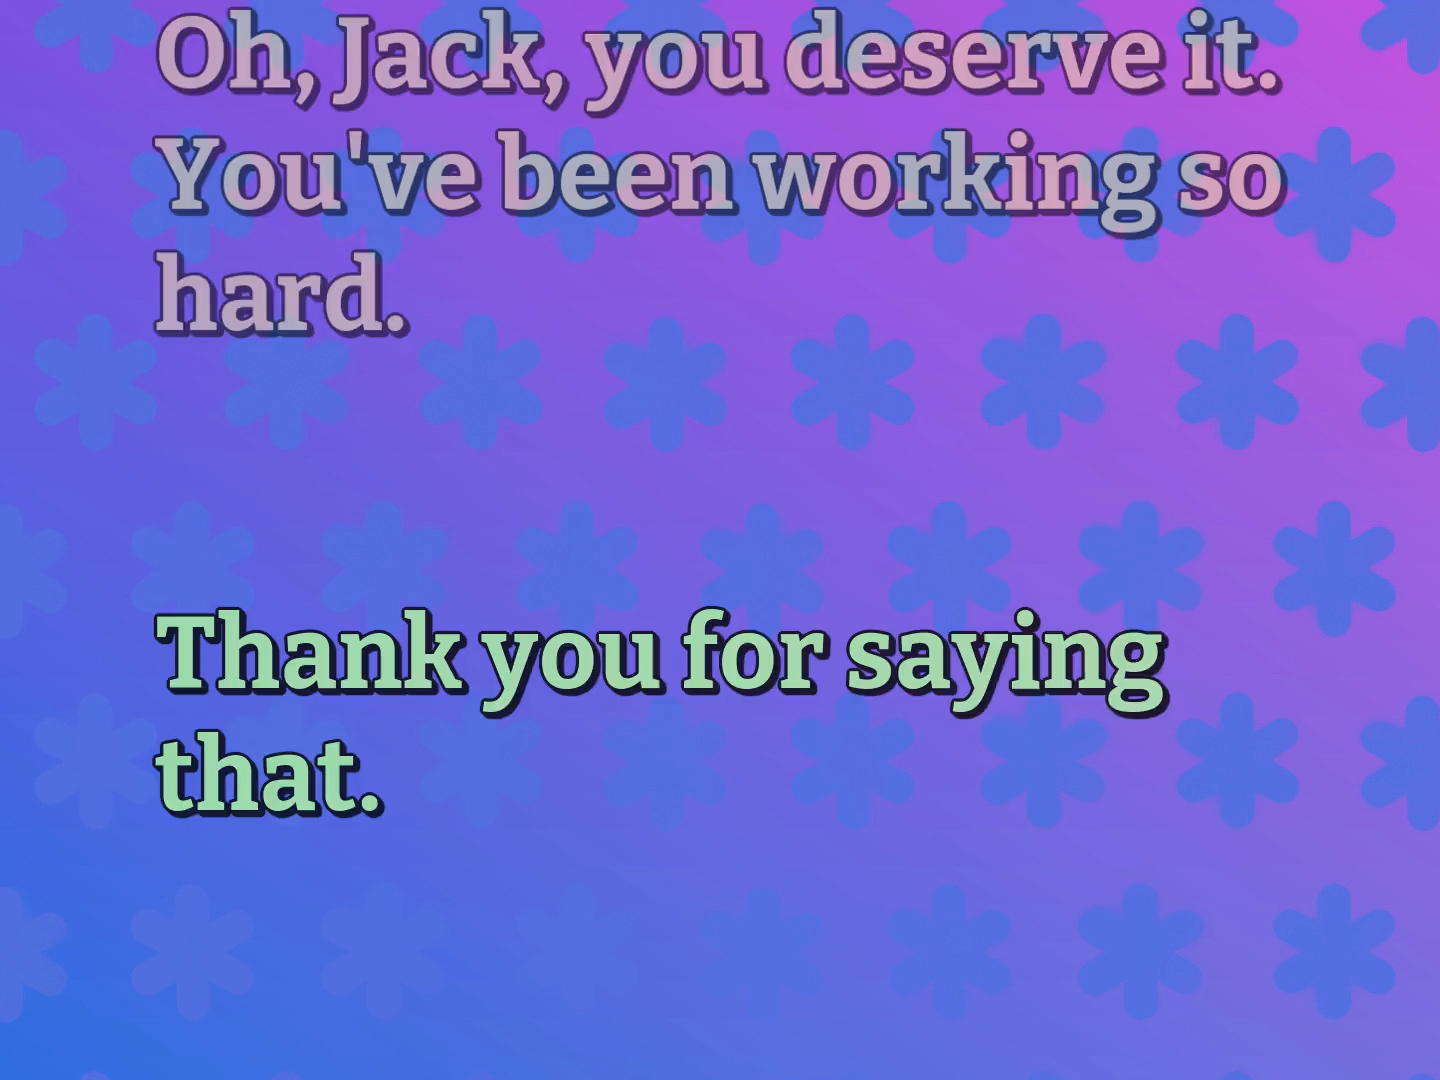 Oh, Jack, you deserve it.
You've been working so
hard.
Thank you for saying
that.